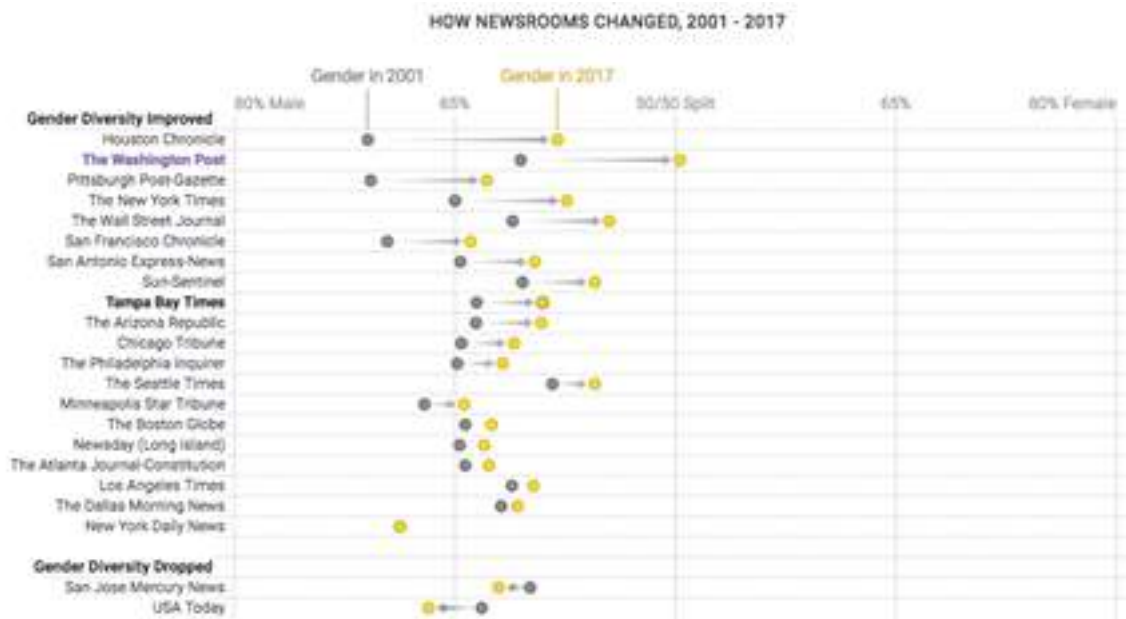 HOW NEWSROOMS CHANGED, 2001 - 2017
Gender in 2001 Gender in 2017
80% Male 65% 50/50 Split 65% 80% Female
Gender Diversity Improved
Houston Chronicle
The Washington Post
Pittsburgh Post-Gazette
The New York Times
The Wall Street Journal
San Francisco Chronicle
San Antonio Express-News
Sun-Sentinel
Tampa Bay Times
The Arizona Republic
Chicago Tribune
The Philadelphia Inquirer
The Seattle Times
Minneapolis Star Tribune
The Boston Globe
Newsday (Long Island)
The Atlanta Journal-Constitution
Los Angeles Times
The Dallas Morning News
New York Daily News
Gender Diversity Dropped
San Jose Mercury News
USA Today